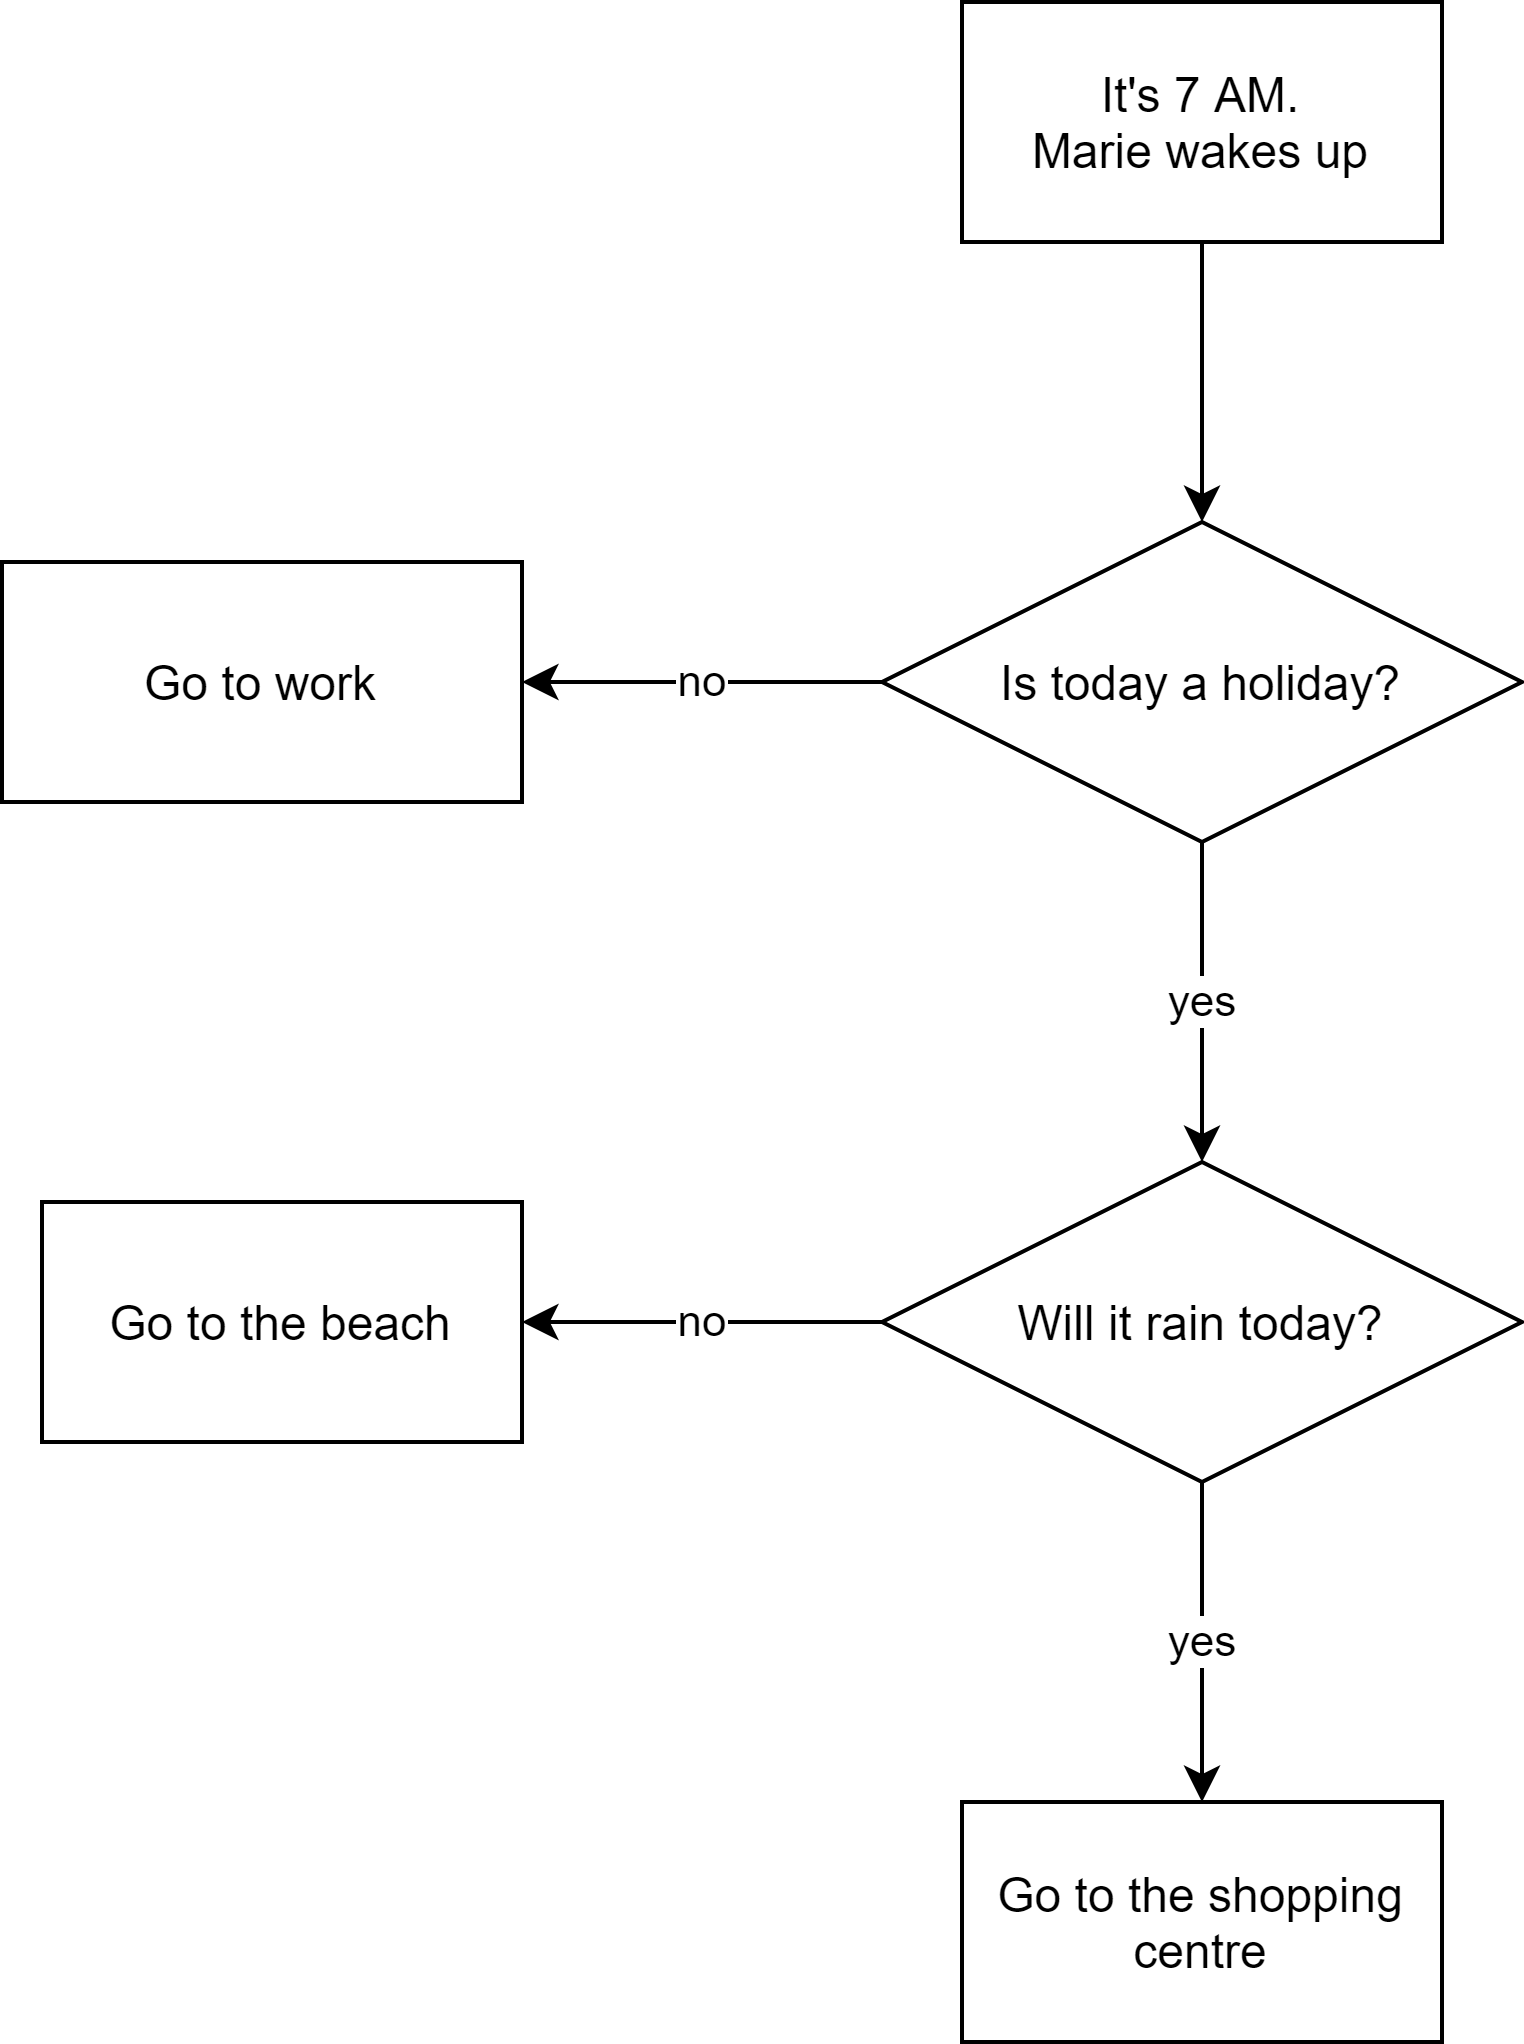 It's 7 AM.
Marie wakes up
Is today a holiday?
no
Go to work
yes
Will it rain today?
no
Go to the beach
yes
Go to the shopping
centre